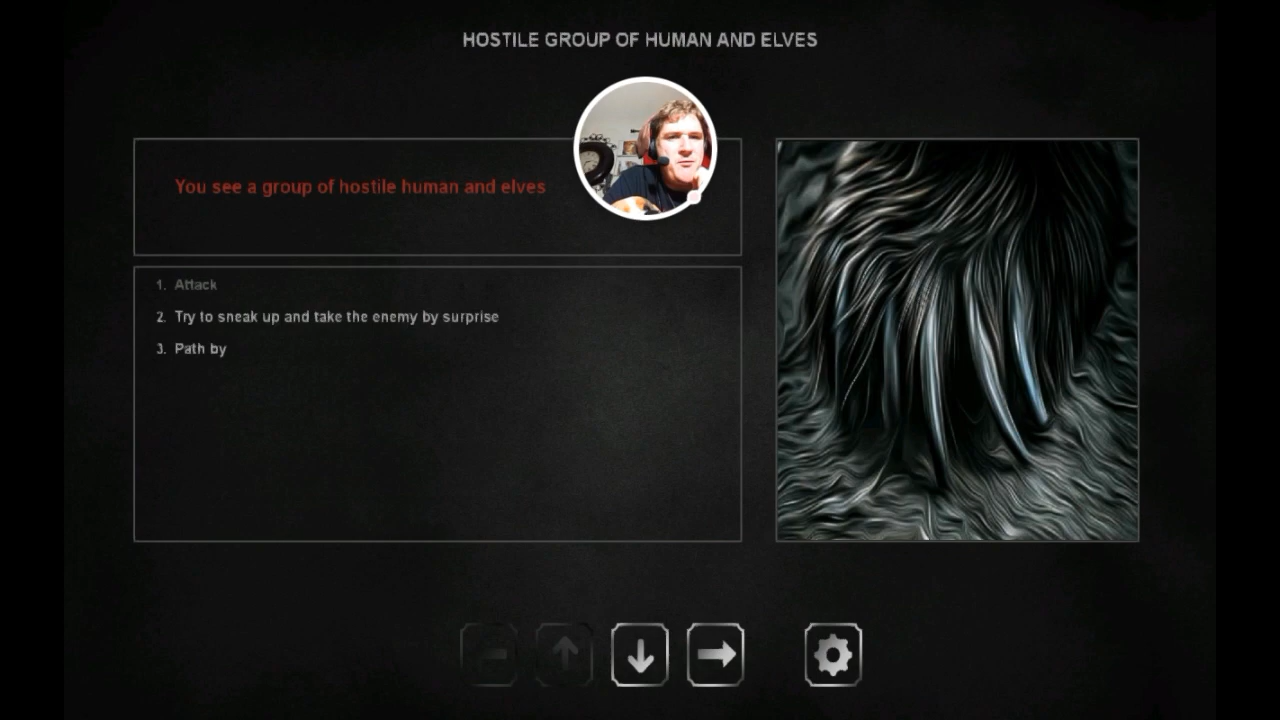 HOSTILE GROUP OF HUMAN AND ELVES
You see a group of hostile human and elves
1. Attack
2. Try to sneak up and take the enemy by surprise
3. Path by